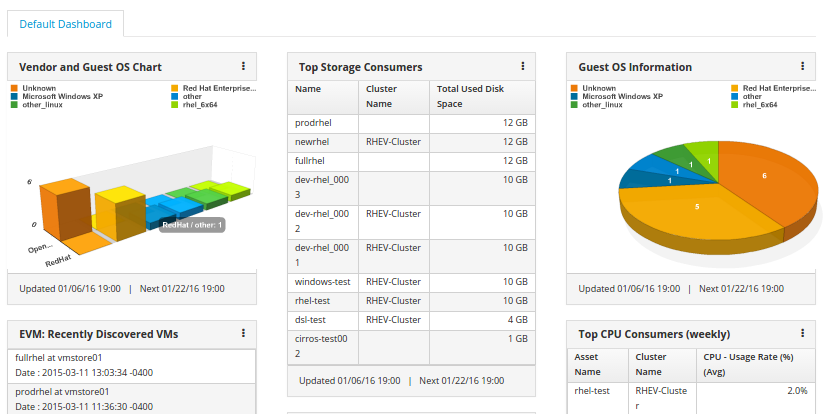 Default Dashboard
Vendor and Guest OS Chart
Unknown
Red Hat Enterprise...
Microsoft Windows XP
other
other_linux
rhel_6x64
6
0
Open...
RedHat
RedHat / other: 1
Updated 01/06/16 19:00 | Next 01/22/16 19:00
EVM: Recently Discovered VMs
fullrhel at vmstore01
Date : 2015-03-11 13:03:34 -0400
prodrhel at vmstore01
Date : 2015-03-11 11:36:30 -0400
Top Storage Consumers
Name Cluster Name Total Used Disk Space
prodrhel 12 GB
newrhel RHEV-Cluster 12 GB
fullrhel 12 GB
dev-rhel_000 10 GB
3
dev-rhel_000 RHEV-Cluster 10 GB
2
dev-rhel_000 RHEV-Cluster 10 GB
1
windows-test RHEV-Cluster 10 GB
rhel-test RHEV-Cluster 10 GB
dsl-test RHEV-Cluster 4 GB
cirros-test00 1 GB
2
Updated 01/06/16 19:00 | Next 01/22/16 19:00
Guest OS Information
Unknown
Red Hat Enterprise...
Microsoft Windows XP
other
other_linux
rhel_6x64
6
5
1
1
1
1
Updated 01/06/16 19:00 | Next 01/22/16 19:00
Top CPU Consumers (weekly)
Asset Name Cluster Name CPU - Usage Rate (%) (Avg)
rhel-test RHEV-Cluste 2.0%
r